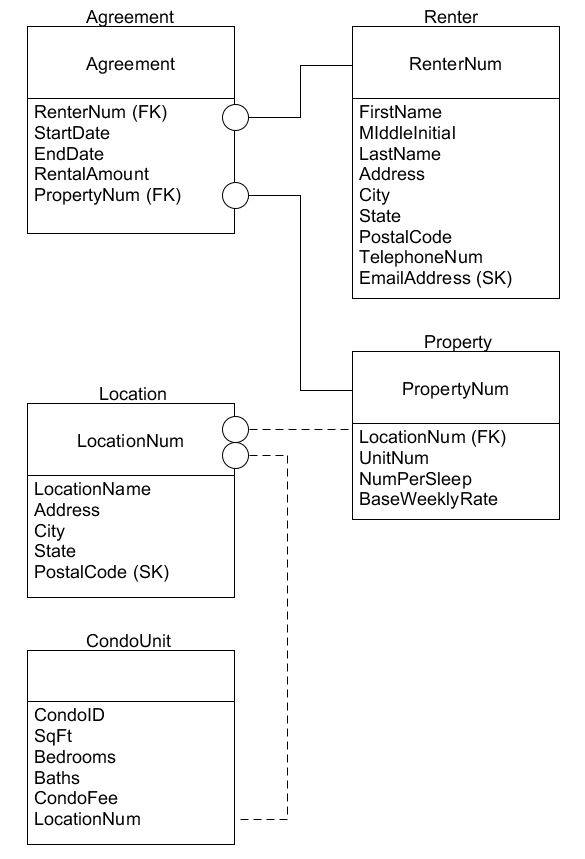 Agreement
Agreement
RenterNum (FK)
StartDate
EndDate
RentalAmount
PropertyNum (FK)
Renter
RenterNum
FirstName
MIddleInitial
LastName
Address
City
State
PostalCode
TelephoneNum
EmailAddress (SK)
Property
PropertyNum
LocationNum (FK)
UnitNum
NumPerSleep
BaseWeeklyRate
Location
LocationNum
LocationName
Address
City
State
PostalCode (SK)
CondoUnit
CondoID
SqFt
Bedrooms
Baths
CondoFee
LocationNum